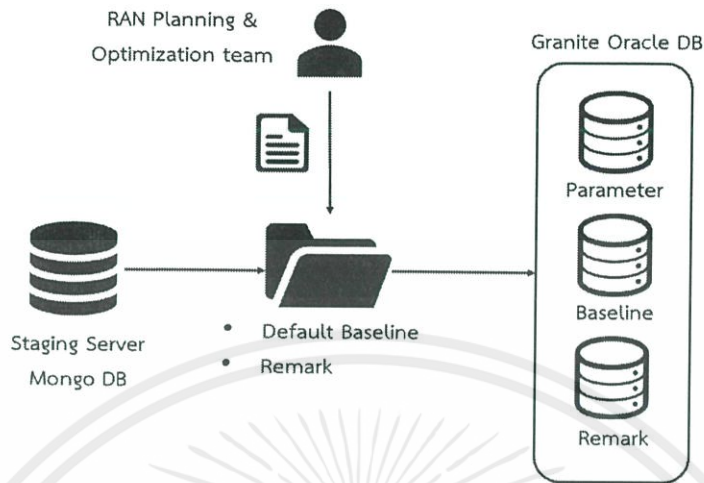 RAN Planning &
Optimization team
Granite Oracle DB
Parameter
Baseline
Remark
Staging Server
Mongo DB
• Default Baseline
• Remark